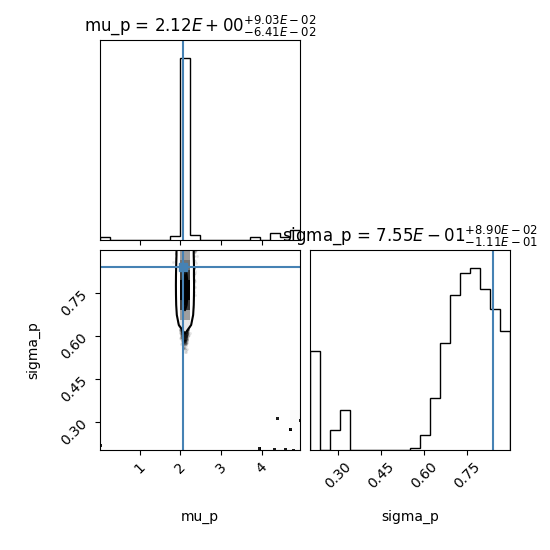 mu_p = 2.12E + 00 +9.03E − 02 −6.41E − 02
sigma_p = 7.55E − 01 +8.90E − 02 −1.11E − 01
0.75
0.60
0.45
0.30
sigma_p
1 2 3 4
mu_p
0.30 0.45 0.60 0.75
sigma_p